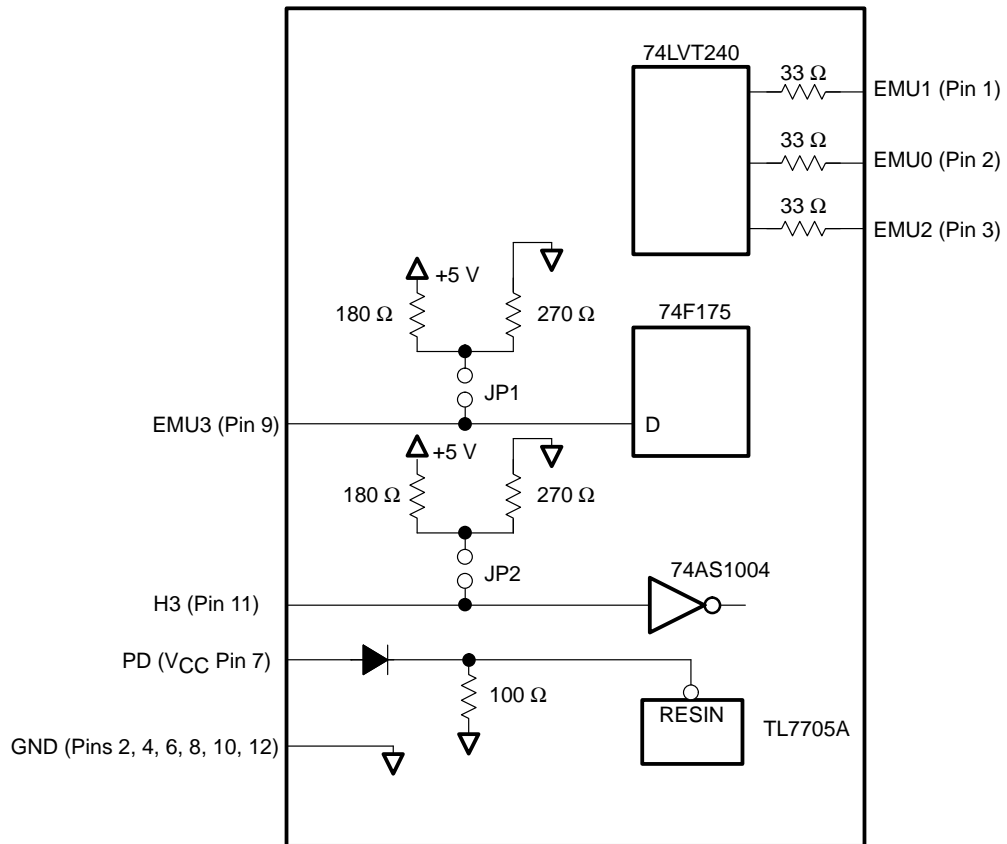 74LVT240
33 Ω
EMU1 (Pin 1)
33 Ω
EMU0 (Pin 2)
33 Ω
EMU2 (Pin 3)
+5 V
180 Ω
270 Ω
74F175
JP1
EMU3 (Pin 9)
D
+5 V
180 Ω
270 Ω
JP2
74AS1004
H3 (Pin 11)
PD (VCC Pin 7)
100 Ω
RESIN
TL7705A
GND (Pins 2, 4, 6, 8, 10, 12)